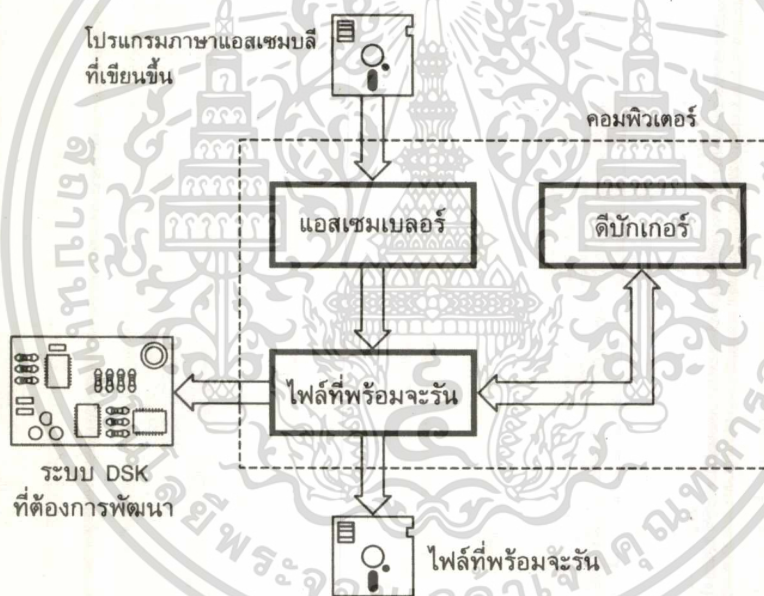 โปรแกรมภาษาแอสเซมบลี
ที่เขียนขึ้น
คอมพิวเตอร์
แอสเซมเบลอร์
ดีบักเกอร์
ไฟล์ที่พร้อมจะรัน
ระบบ DSK
ที่ต้องการพัฒนา
ไฟล์ที่พร้อมจะรัน